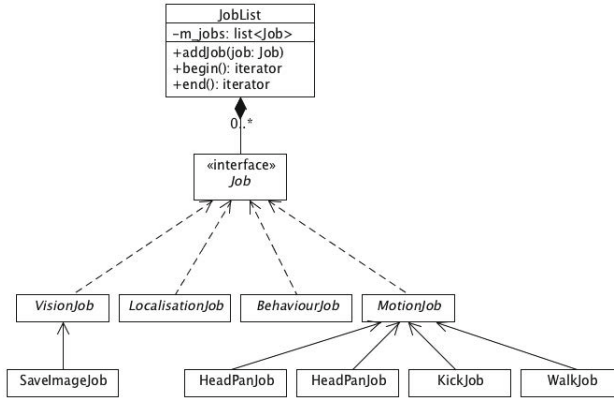 JobList
-m_jobs: list<Job>
+addJob(job: Job)
+begin(): iterator
+end(): iterator
0..*
«interface»
Job
VisionJob LocalisationJob BehaviourJob MotionJob
SaveImageJob HeadPanJob HeadPanJob KickJob WalkJob